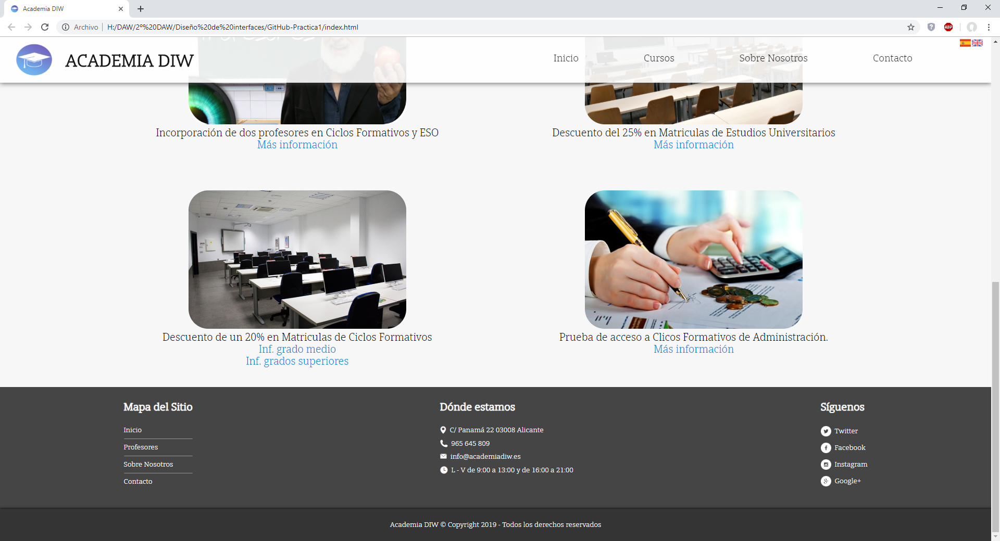 Academia DIW
Archivo
H:/DAW/2º%20DAW/Diseño%20de%20interfaces/GitHub-Practica1/index.html
ABP
ACADEMIA DIW
Inicio
Cursos
Sobre Nosotros
Contacto
Incorporación de dos profesores en Ciclos Formativos y ESO
Más información
Descuento del 25% en Matriculas de Estudios Universitarios
Más información
Descuento de un 20% en Matriculas de Ciclos Formativos
Inf. grado medio
Inf. grados superiores
Prueba de acceso a Clicos Formativos de Administración.
Más información
Mapa del Sitio
Inicio
Profesores
Sobre Nosotros
Contacto
Dónde estamos
C/ Panamá 22 03008 Alicante
965 645 809
info@academiadiw.es
L - V de 9:00 a 13:00 y de 16:00 a 21:00
Síguenos
Twitter
Facebook
Instagram
Google+
Academia DIW © Copyright 2019 - Todos los derechos reservados